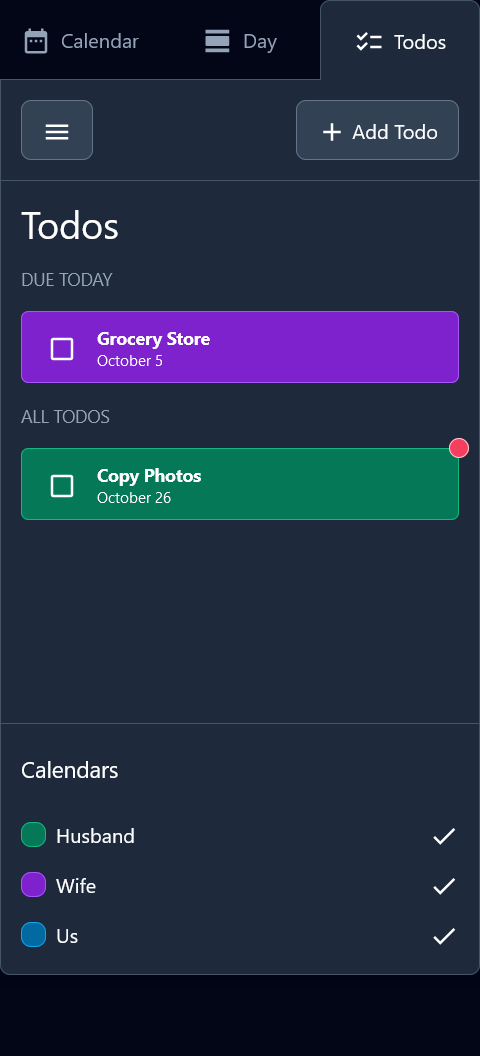 Calendar
Day
Todos
Add Todo
Todos
DUE TODAY
Grocery Store
October 5
ALL TODOS
Copy Photos
October 26
Calendars
Husband
Wife
Us